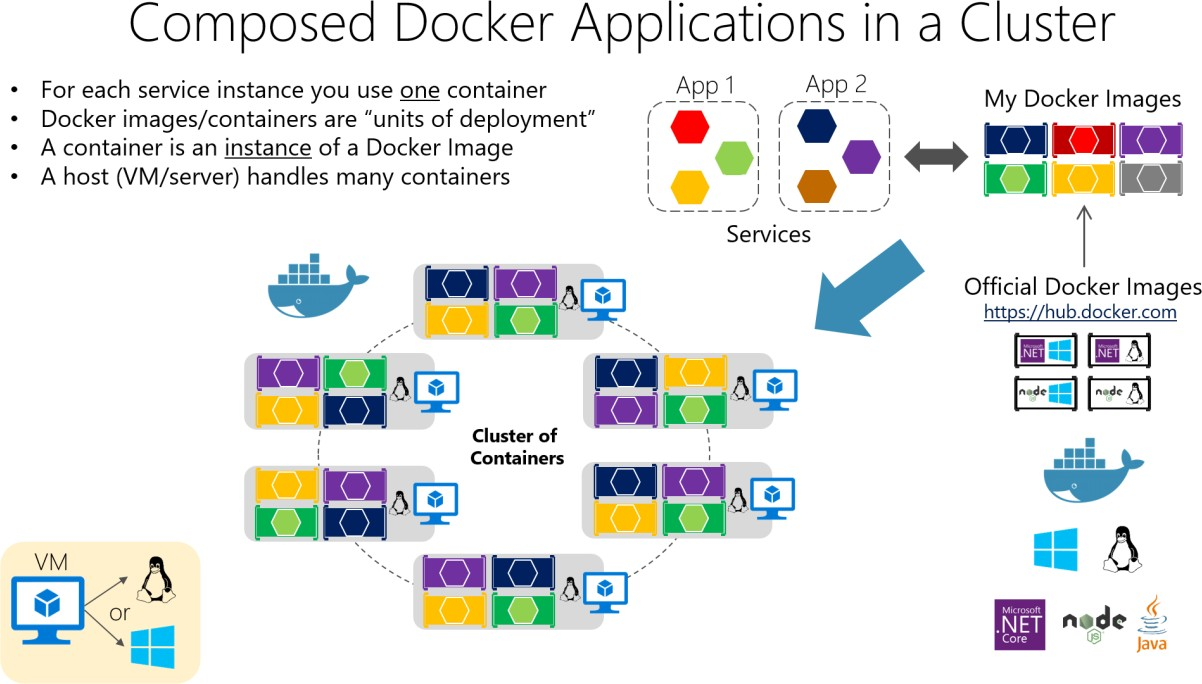 Composed Docker Applications in a Cluster
• For each service instance you use one container
• Docker images/containers are “units of deployment”
• A container is an instance of a Docker Image
• A host (VM/server) handles many containers
App 1
App 2
Services
My Docker Images
Official Docker Images
https://hub.docker.com
Microsoft
.NET
Microsoft
.NET
node
JS
node
JS
Cluster of
Containers
VM
or
Microsoft
.NET
Core
node
JS
Java